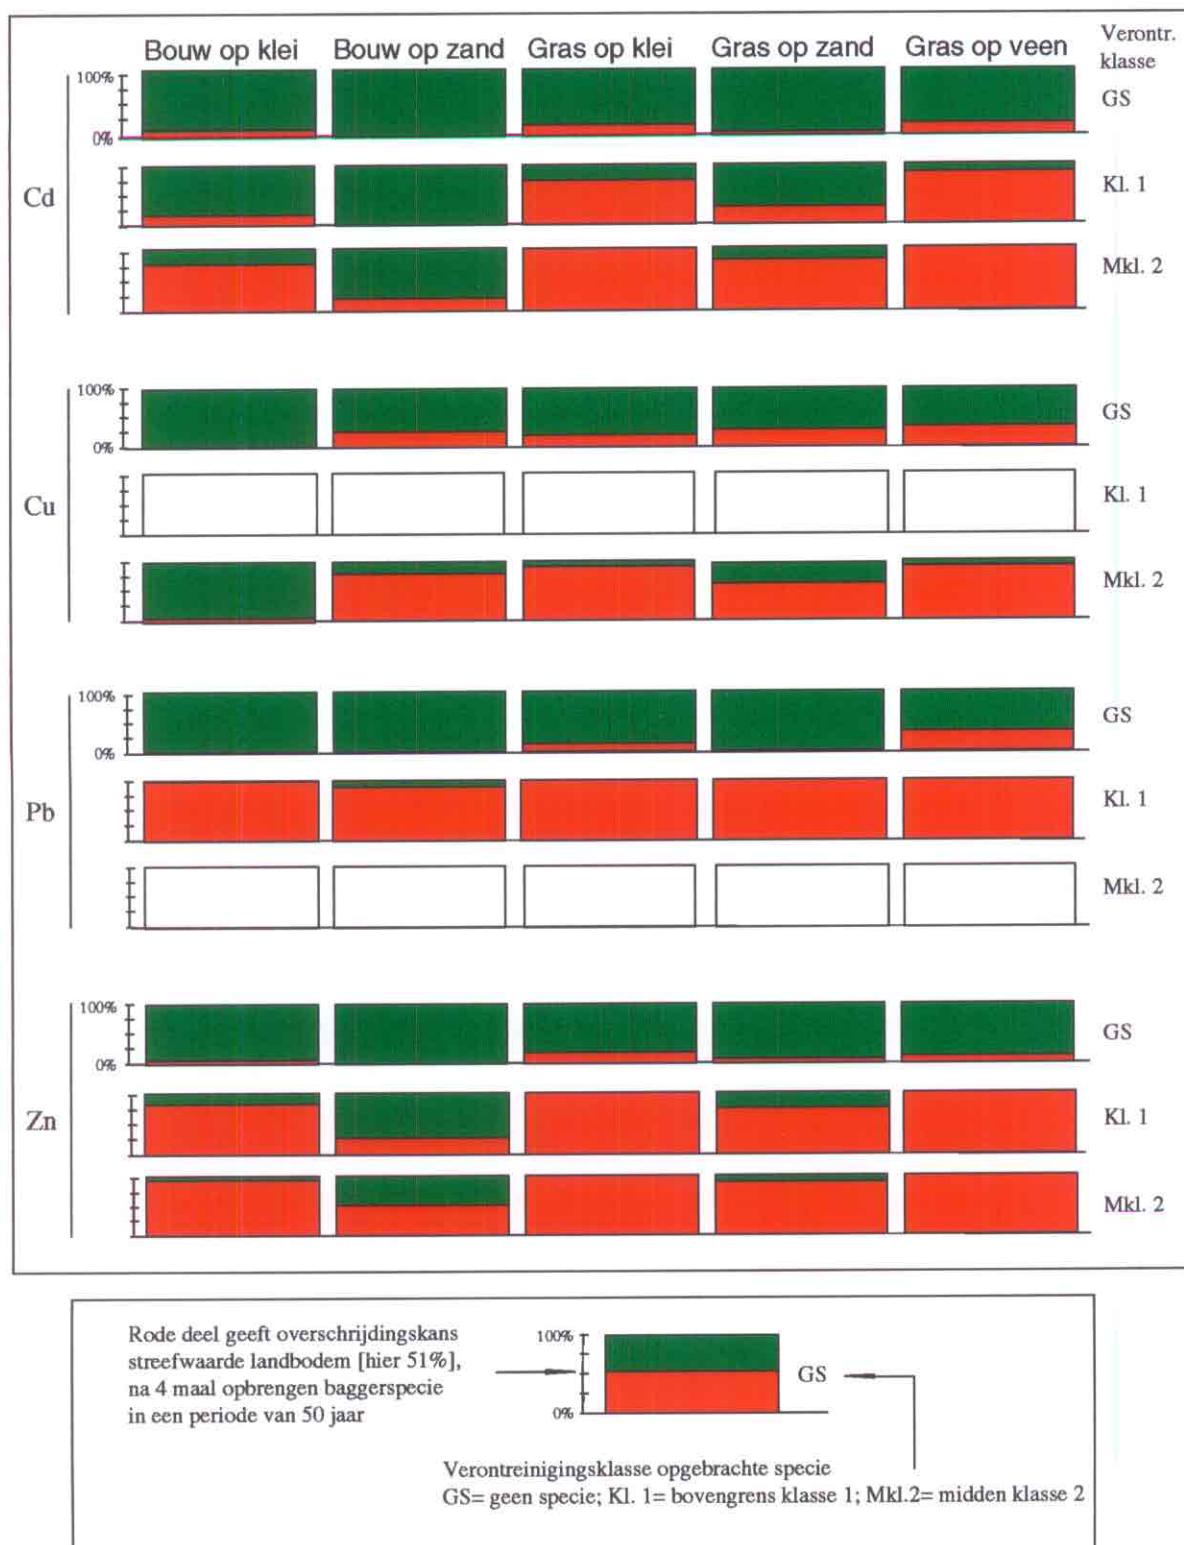 Bouw op klei Bouw op zand Gras op klei Gras op zand Gras op veen Verontr.
klasse
100%
GS
0%
Cd
Kl. 1
Mkl. 2
100%
GS
0%
Cu
Kl. 1
Mkl. 2
100%
GS
0%
Pb
Kl. 1
Mkl. 2
100%
GS
0%
Zn
Kl. 1
Mkl. 2
Rode deel geeft overschrijdingskans
streefwaarde landbodem [hier 51%],
na 4 maal opbrengen baggerspecie
in een periode van 50 jaar
100%
GS
0%
Verontreinigingsklasse opgebrachte specie
GS= geen specie; Kl. 1= bovengrens klasse 1; Mkl.2= midden klasse 2